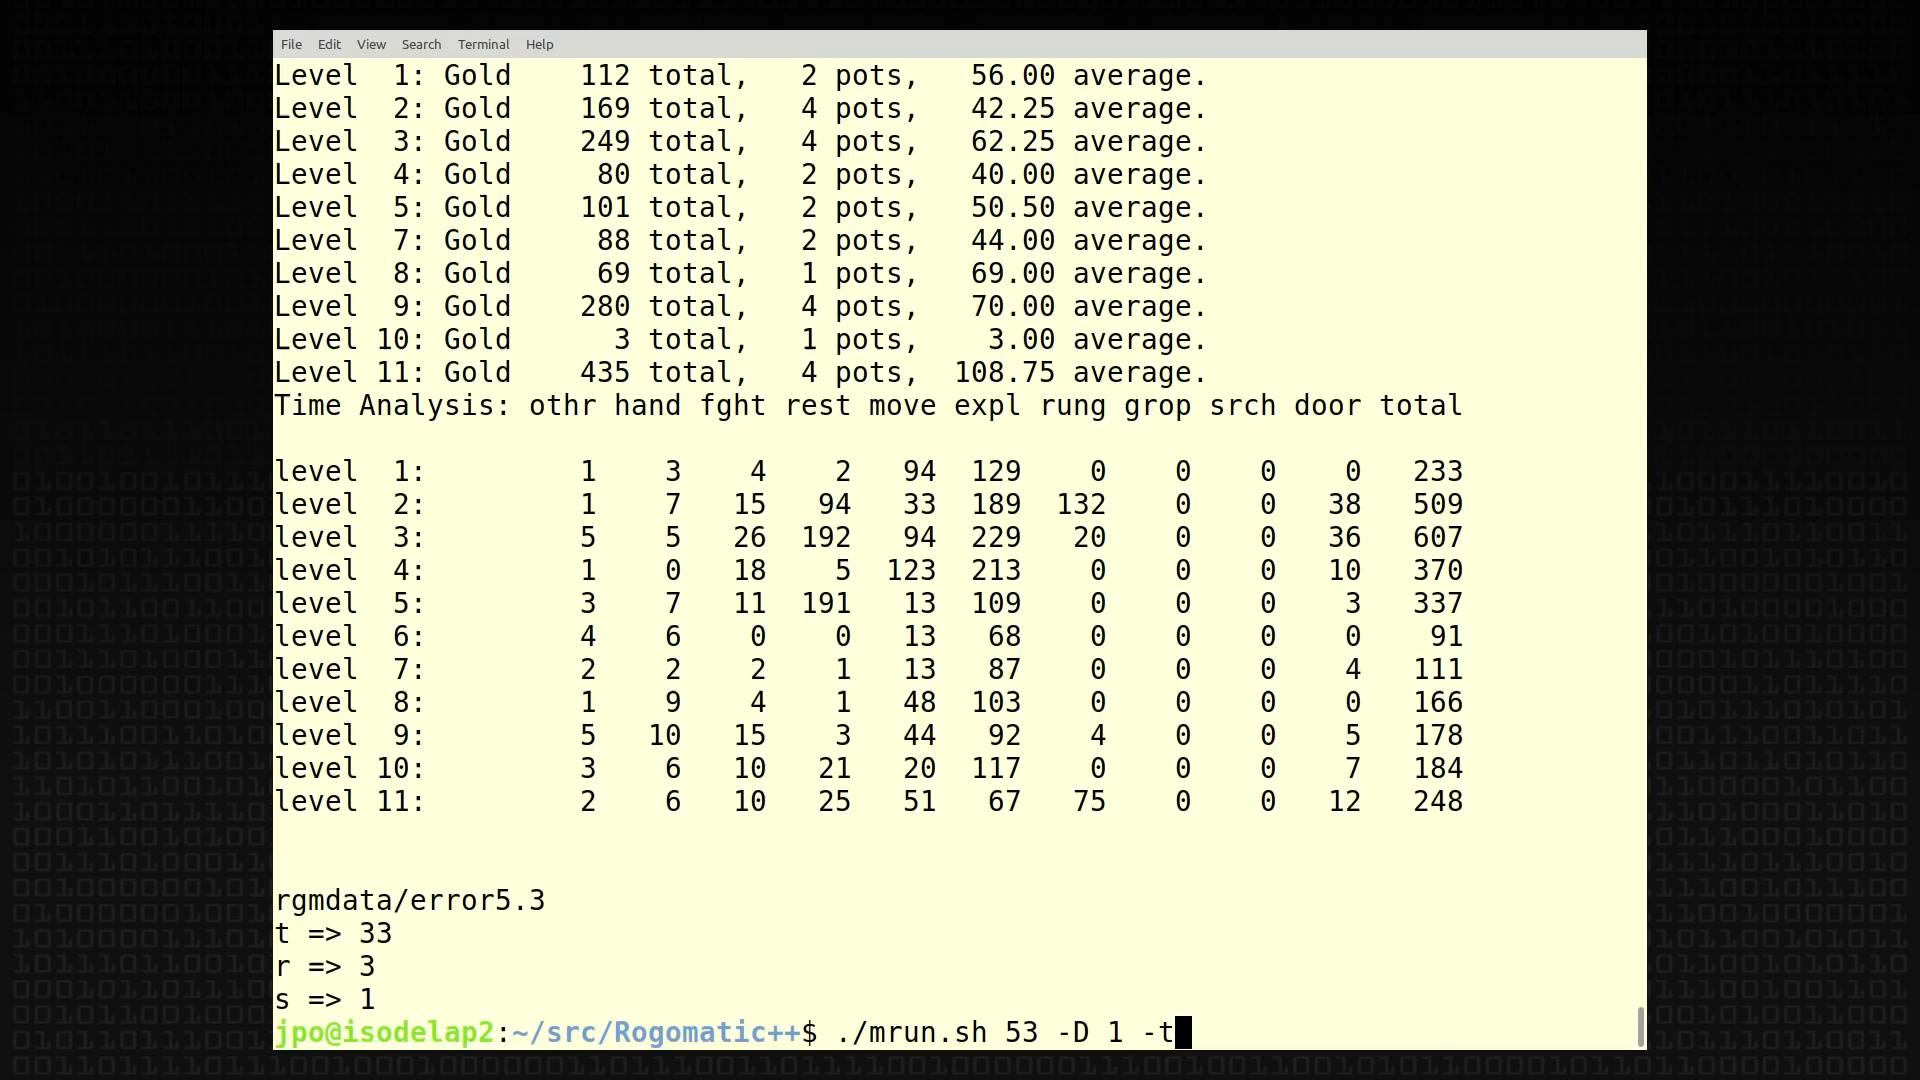 File Edit View Search Terminal Help
Level  1: Gold    112 total,   2 pots,   56.00 average.
Level  2: Gold    169 total,   4 pots,   42.25 average.
Level  3: Gold    249 total,   4 pots,   62.25 average.
Level  4: Gold     80 total,   2 pots,   40.00 average.
Level  5: Gold    101 total,   2 pots,   50.50 average.
Level  7: Gold     88 total,   2 pots,   44.00 average.
Level  8: Gold     69 total,   1 pots,   69.00 average.
Level  9: Gold    280 total,   4 pots,   70.00 average.
Level 10: Gold      3 total,   1 pots,    3.00 average.
Level 11: Gold    435 total,   4 pots,  108.75 average.
Time Analysis: othr hand fght rest move expl rung grop srch door total
level  1:         1    3    4    2   94  129    0    0    0    0   233
level  2:         1    7   15   94   33  189  132    0    0   38   509
level  3:         5    5   26  192   94  229   20    0    0   36   607
level  4:         1    0   18    5  123  213    0    0    0   10   370
level  5:         3    7   11  191   13  109    0    0    0    3   337
level  6:         4    6    0    0   13   68    0    0    0    0    91
level  7:         2    2    2    1   13   87    0    0    0    4   111
level  8:         1    9    4    1   48  103    0    0    0    0   166
level  9:         5   10   15    3   44   92    4    0    0    5   178
level 10:         3    6   10   21   20  117    0    0    0    7   184
level 11:         2    6   10   25   51   67   75    0    0   12   248
rgmdata/error5.3
t => 33
r => 3
s => 1
jpo@isodelap2:~/src/Rogomatic++$ ./mrun.sh 53 -D 1 -t